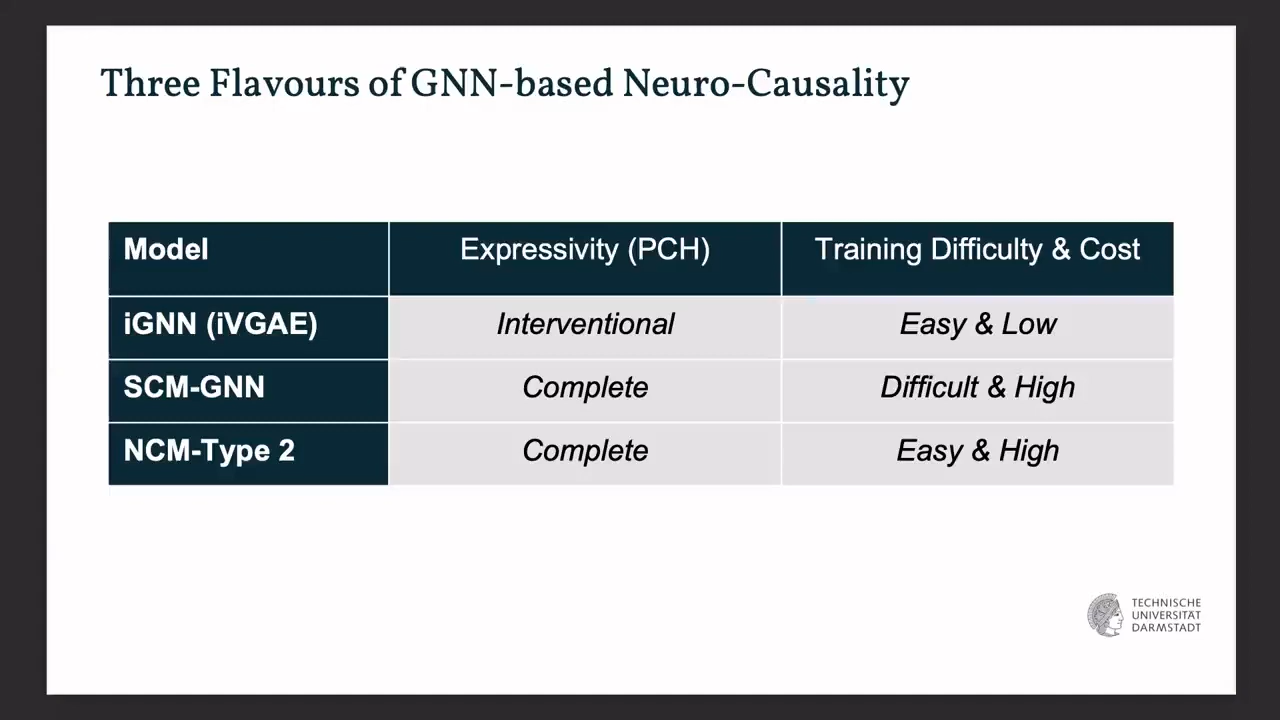 Three Flavours of GNN-based Neuro-Causality
Model Expressivity (PCH) Training Difficulty & Cost
iGNN (iVGAE) Interventional Easy & Low
SCM-GNN Complete Difficult & High
NCM-Type 2 Complete Easy & High
TECHNISCHE
UNIVERSITÄT
DARMSTADT